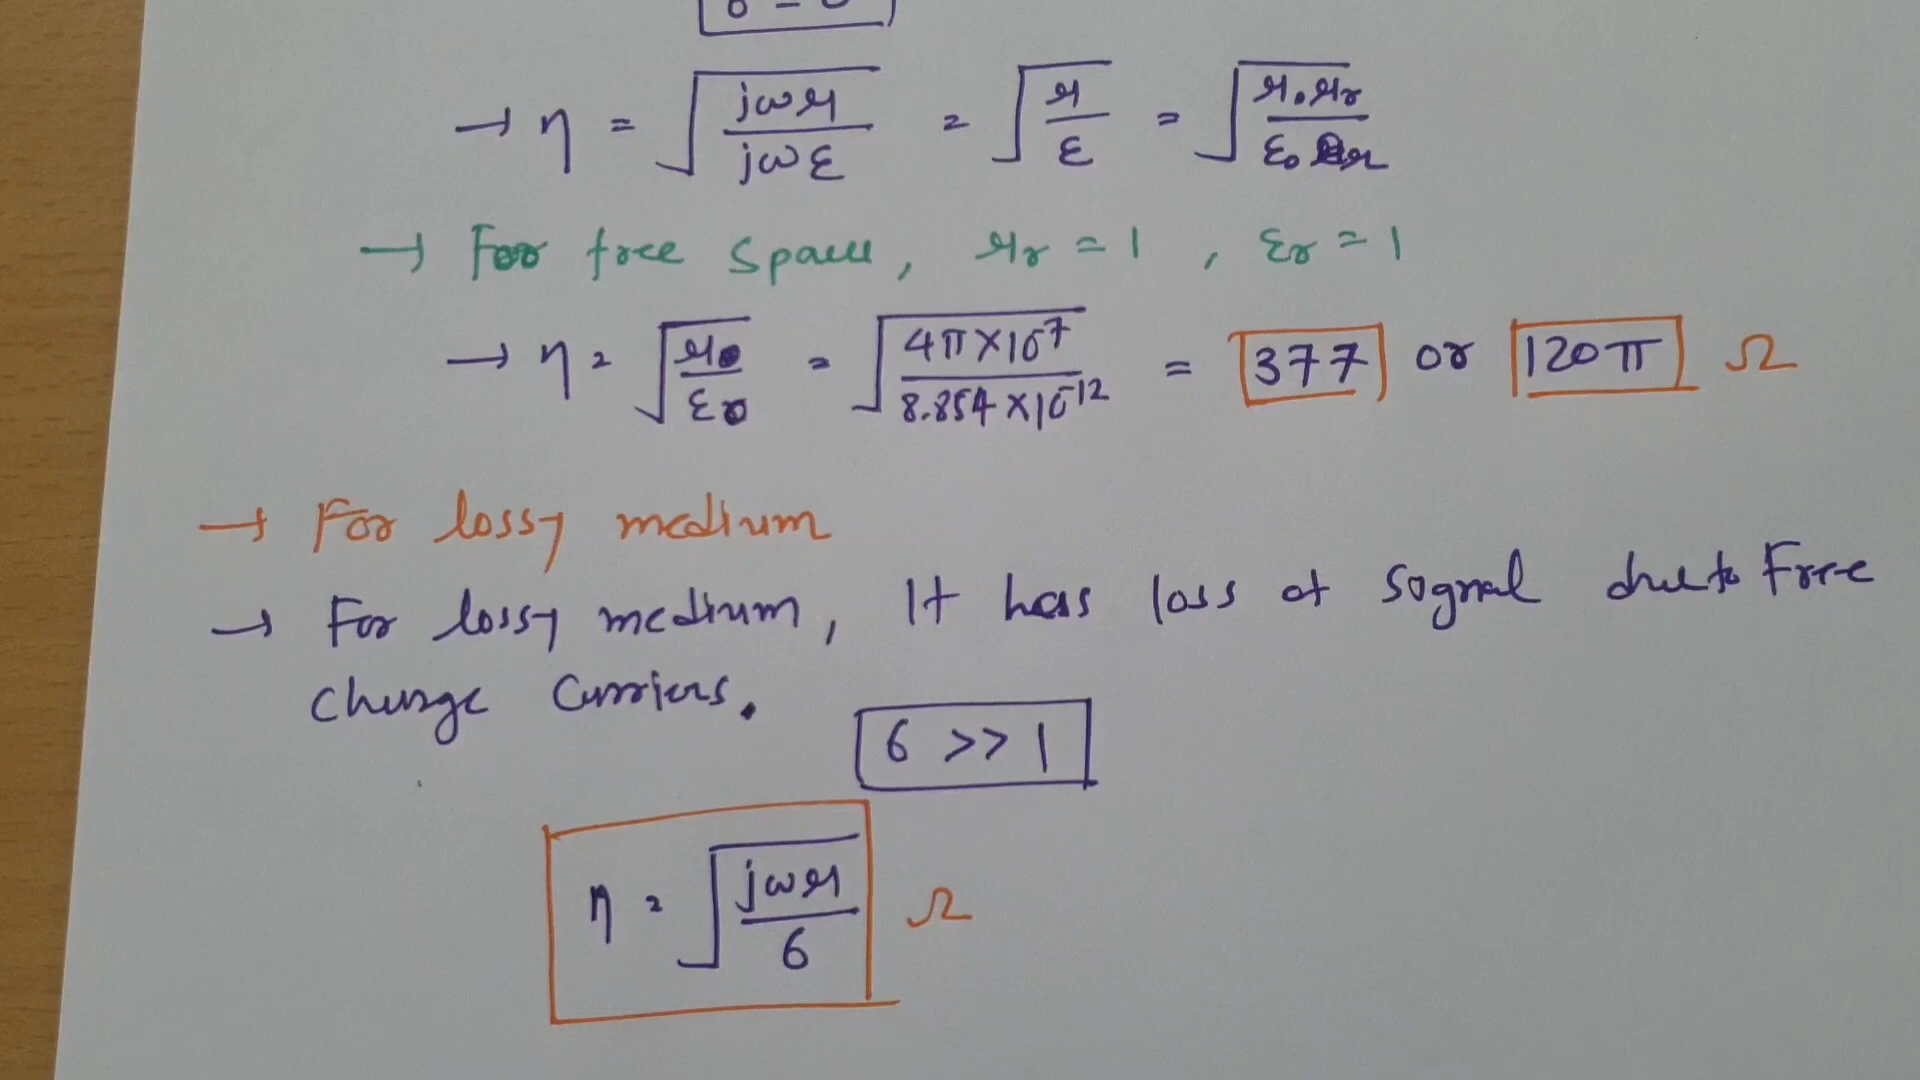 σ = 0
→ η = √(jωμ / jωε) = √(μ / ε) = √(μ₀μr / ε₀εr)
→ For free space, μr = 1 , εr = 1
→ η = √(μ₀ / ε₀) = √(4π×10⁻⁷ / 8.854×10⁻¹²) = 377 or 120π Ω
→ For lossy medium
→ For lossy medium, It has loss of signal due to Free
charge carriers.
σ >> 1
η = √(jωμ / σ) Ω